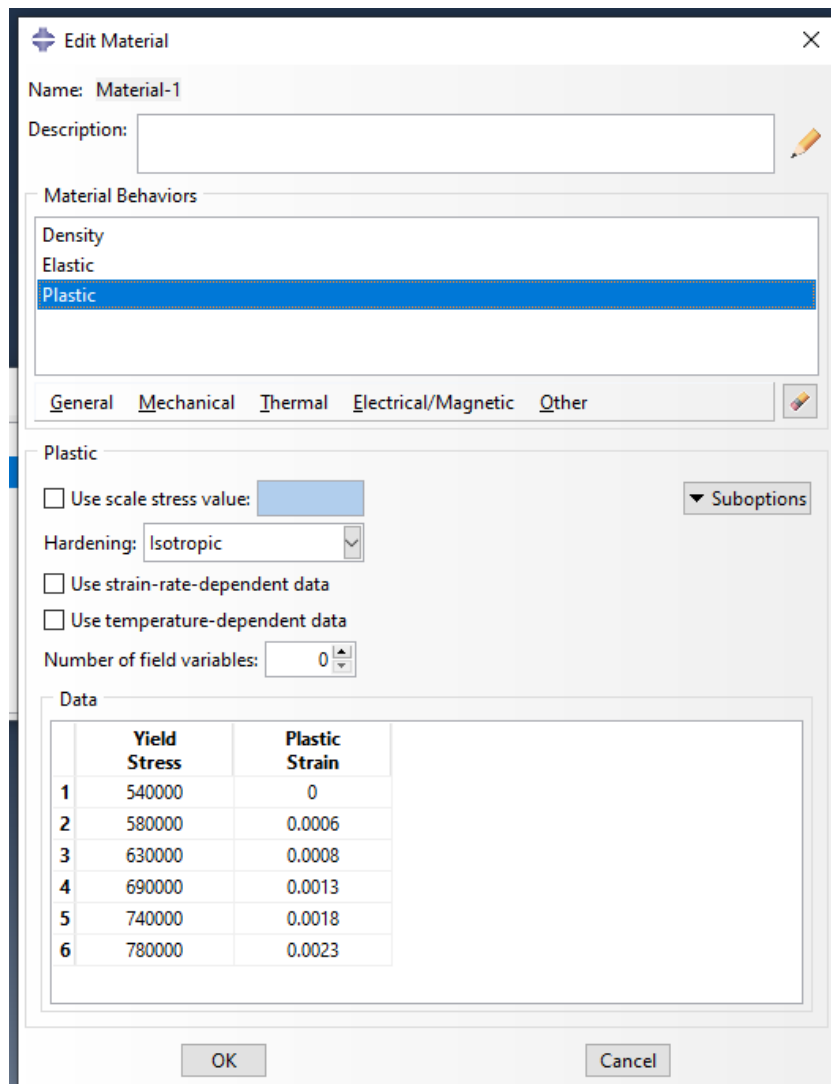 Edit Material
Name: Material-1
Description:
Material Behaviors
Density
Elastic
Plastic
General Mechanical Thermal Electrical/Magnetic Other
Plastic
Use scale stress value:
Suboptions
Hardening: Isotropic
Use strain-rate-dependent data
Use temperature-dependent data
Number of field variables: 0
Data
Yield Plastic
Stress Strain
1 540000 0
2 580000 0.0006
3 630000 0.0008
4 690000 0.0013
5 740000 0.0018
6 780000 0.0023
OK Cancel